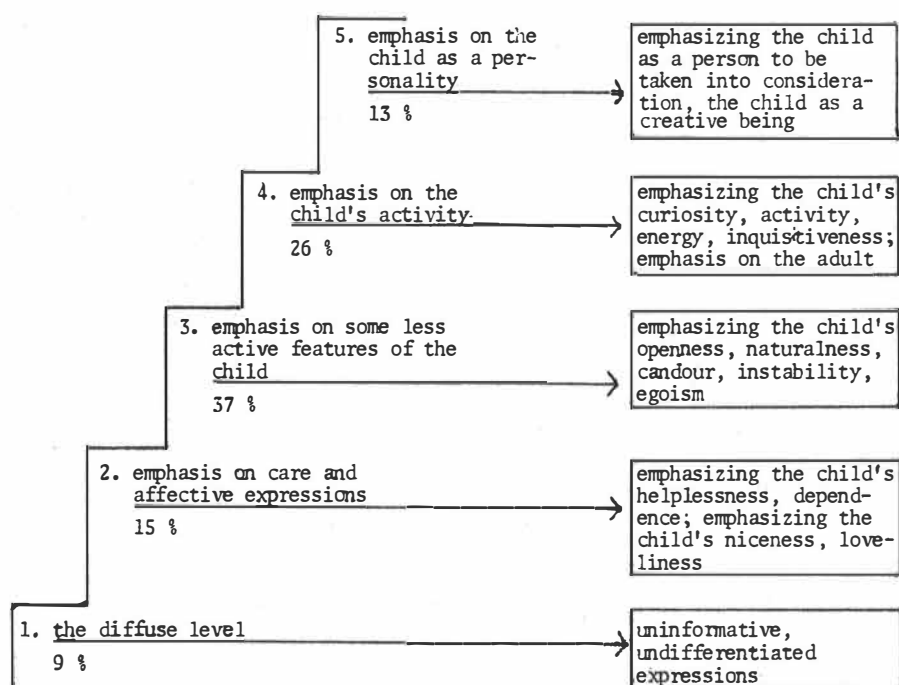 5. emphasis on the
child as a per-
sonality
13 %
emphasizing the child
as a person to be
taken into considera-
tion, the child as a
creative being
4. emphasis on the
child's activity
26 %
emphasizing the child's
curiosity, activity,
energy, inquisitiveness;
emphasis on the adult
3. emphasis on some less
active features of the
child
37 %
emphasizing the child's
openness, naturalness,
candour, instability,
egoism
2. emphasis on care and
affective expressions
15 %
emphasizing the child's
helplessness, depend-
ence; emphasizing the
child's niceness, love-
liness
1. the diffuse level
9 %
uninformative,
undifferentiated
expressions